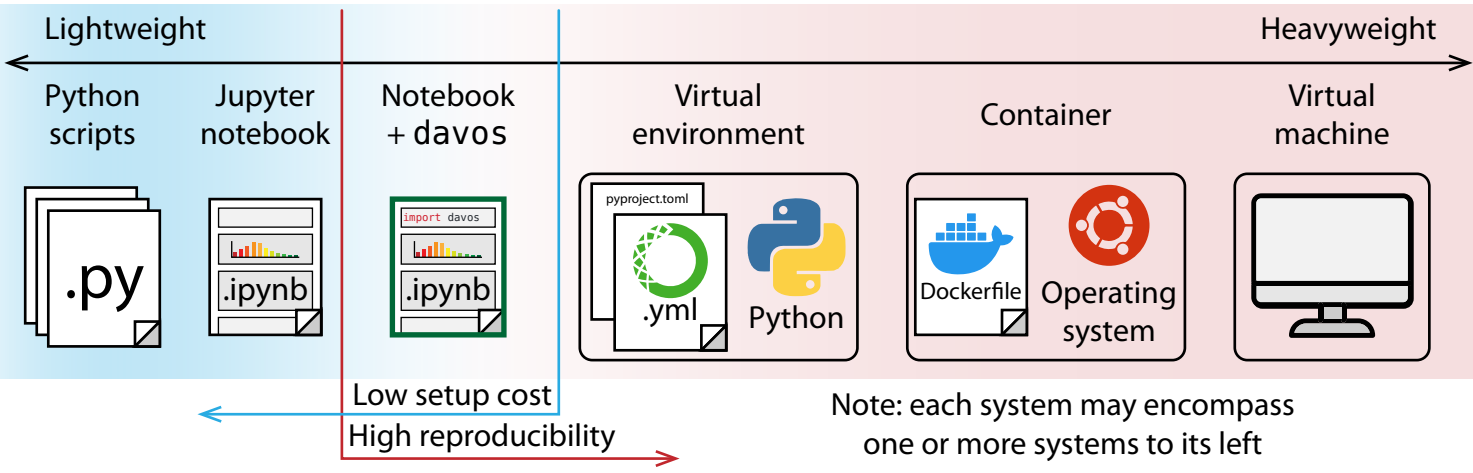 Lightweight
Heavyweight
Python
scripts
Jupyter
notebook
Notebook
+ davos
Virtual
environment
Container
Virtual
machine
.py
.ipynb
import davos
.ipynb
pyproject.toml
.yml
Python
Dockerfile
Operating
system
Low setup cost
High reproducibility
Note: each system may encompass
one or more systems to its left